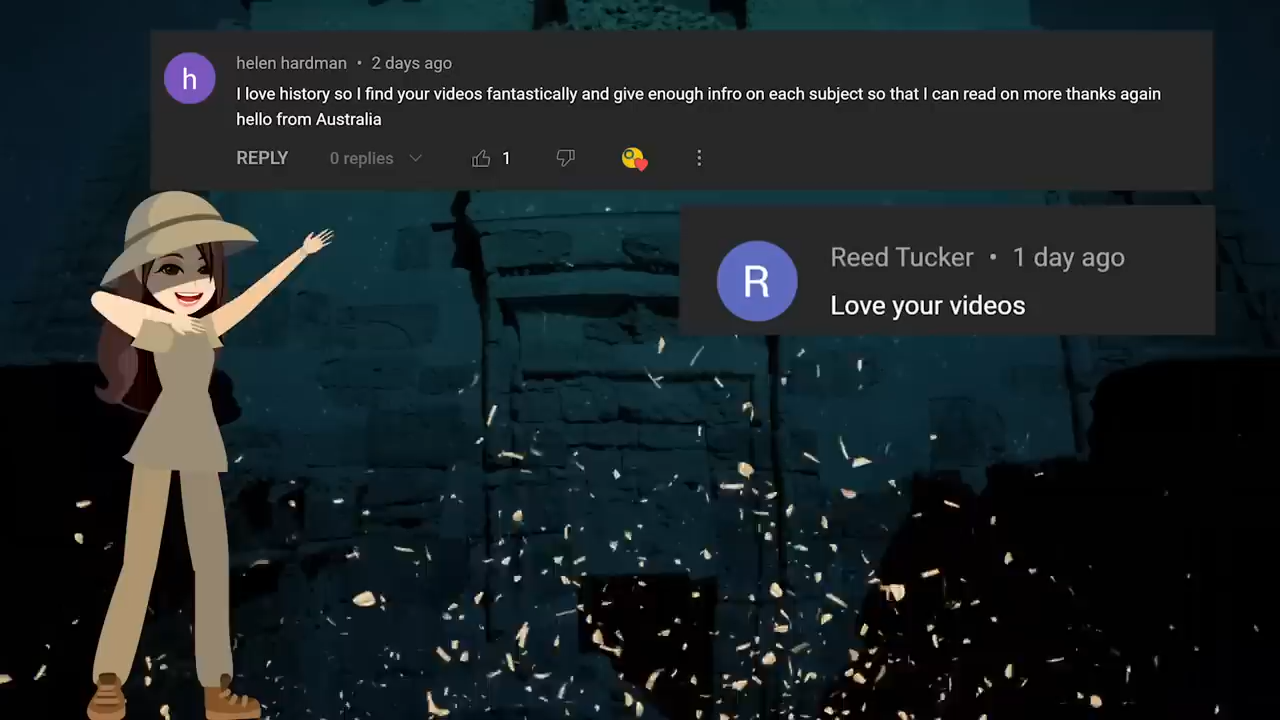 h
helen hardman • 2 days ago
I love history so I find your videos fantastically and give enough infro on each subject so that I can read on more thanks again
hello from Australia
REPLY 0 replies 1
R
Reed Tucker • 1 day ago
Love your videos